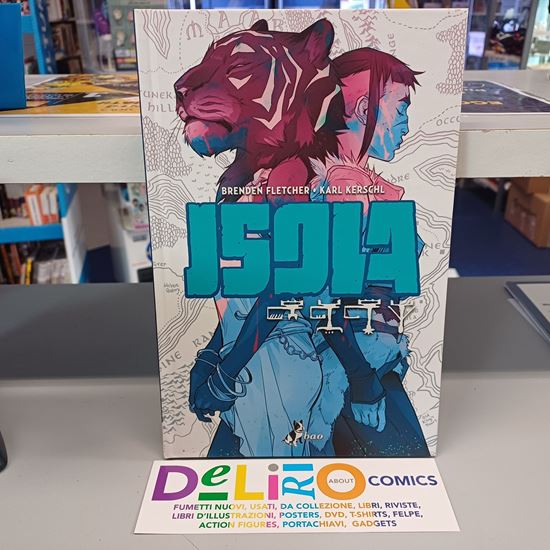 BRENDEN FLETCHER • KARL KERSCHL
ISOLA
bao
DeLiRiO ABOUT COMICS
FUMETTI NUOVI, USATI, DA COLLEZIONE, LIBRI, RIVISTE,
LIBRI D'ILLUSTRAZIONI, POSTERS, DVD, T-SHIRTS, FELPE,
ACTION FIGURES, PORTACHIAVI, GADGETS